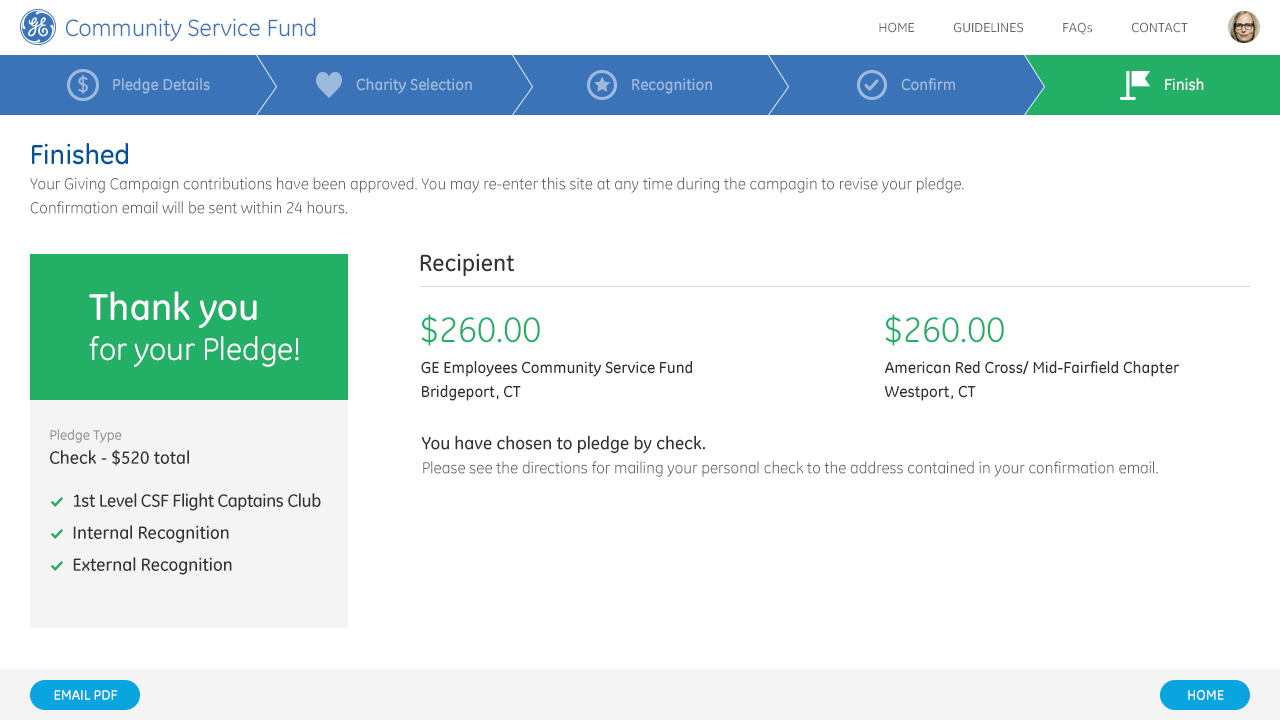 GE Community Service Fund
HOME GUIDELINES FAQs CONTACT
$ Pledge Details Charity Selection Recognition Confirm Finish
Finished
Your Giving Campaign contributions have been approved. You may re-enter this site at any time during the campagin to revise your pledge.
Confirmation email will be sent within 24 hours.
Thank you
for your Pledge!
Pledge Type
Check - $520 total
1st Level CSF Flight Captains Club
Internal Recognition
External Recognition
Recipient
$260.00
GE Employees Community Service Fund
Bridgeport, CT
$260.00
American Red Cross/ Mid-Fairfield Chapter
Westport, CT
You have chosen to pledge by check.
Please see the directions for mailing your personal check to the address contained in your confirmation email.
EMAIL PDF
HOME